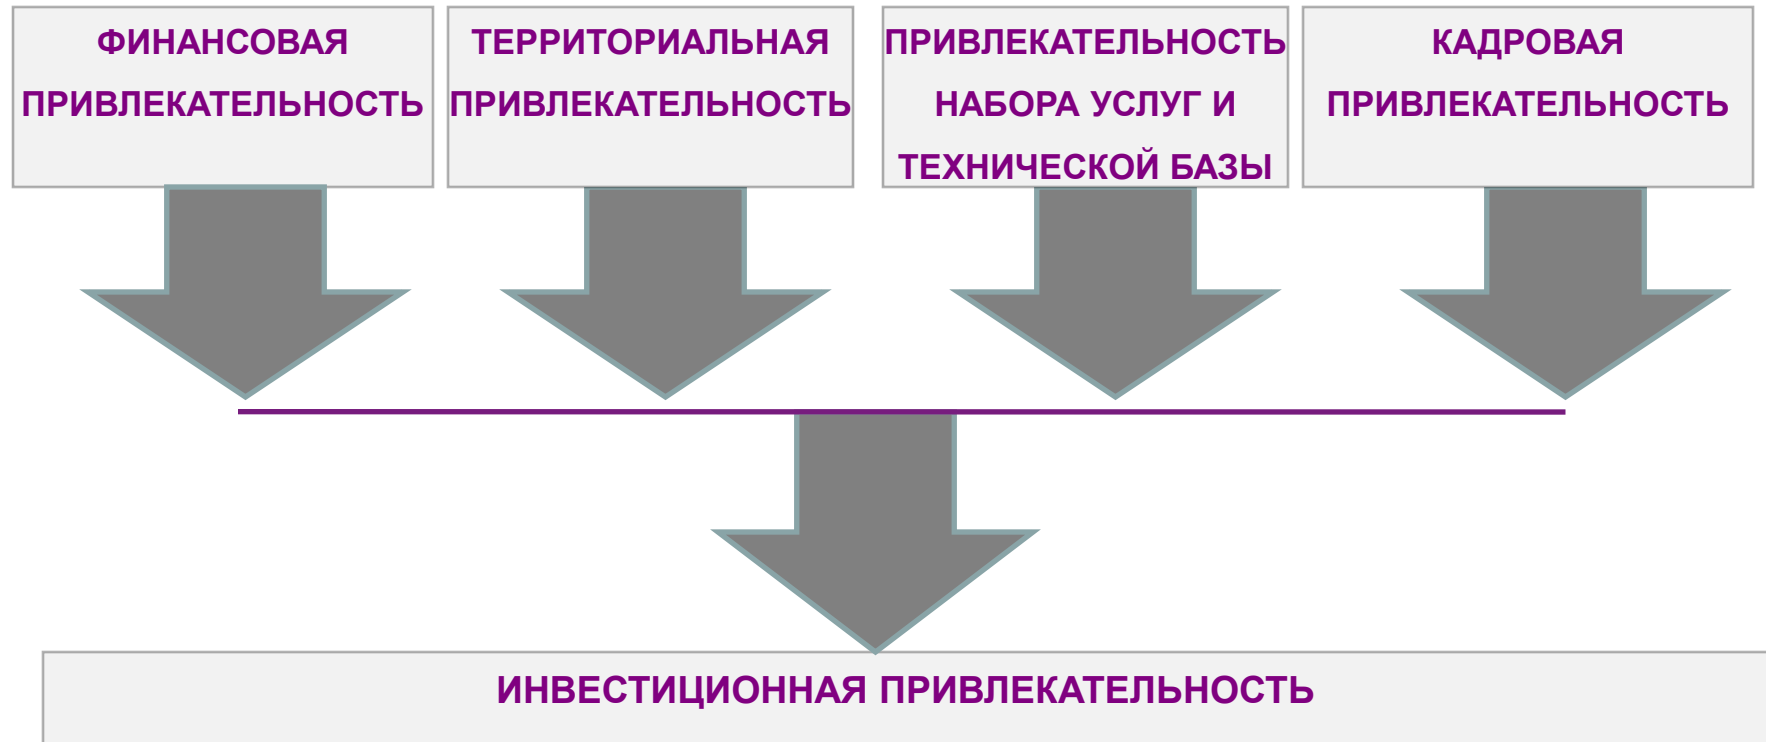 ФИНАНСОВАЯ
ПРИВЛЕКАТЕЛЬНОСТЬ
ТЕРРИТОРИАЛЬНАЯ
ПРИВЛЕКАТЕЛЬНОСТЬ
ПРИВЛЕКАТЕЛЬНОСТЬ
НАБОРА УСЛУГ И
ТЕХНИЧЕСКОЙ БАЗЫ
КАДРОВАЯ
ПРИВЛЕКАТЕЛЬНОСТЬ
ИНВЕСТИЦИОННАЯ ПРИВЛЕКАТЕЛЬНОСТЬ